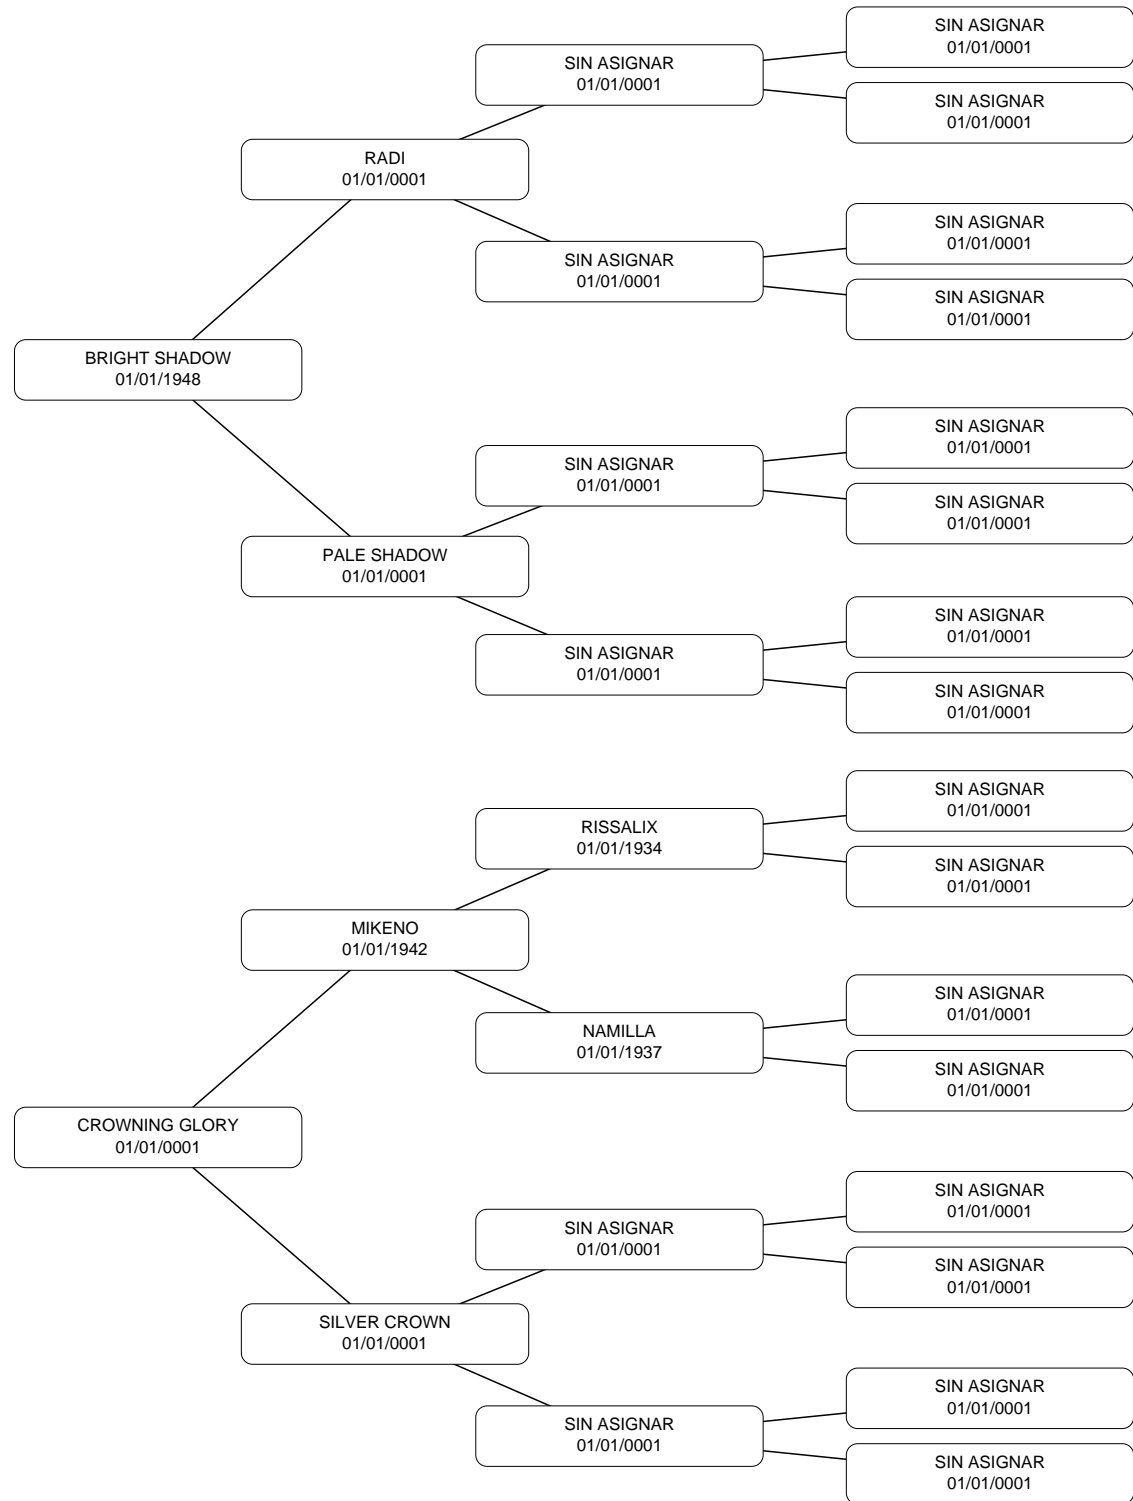 SIN ASIGNAR
01/01/0001
SIN ASIGNAR
01/01/0001
SIN ASIGNAR
01/01/0001
RADI
01/01/0001
SIN ASIGNAR
01/01/0001
SIN ASIGNAR
01/01/0001
SIN ASIGNAR
01/01/0001
BRIGHT SHADOW
01/01/1948
SIN ASIGNAR
01/01/0001
SIN ASIGNAR
01/01/0001
SIN ASIGNAR
01/01/0001
PALE SHADOW
01/01/0001
SIN ASIGNAR
01/01/0001
SIN ASIGNAR
01/01/0001
SIN ASIGNAR
01/01/0001
SIN ASIGNAR
01/01/0001
RISSALIX
01/01/1934
SIN ASIGNAR
01/01/0001
MIKENO
01/01/1942
SIN ASIGNAR
01/01/0001
NAMILLA
01/01/1937
SIN ASIGNAR
01/01/0001
CROWNING GLORY
01/01/0001
SIN ASIGNAR
01/01/0001
SIN ASIGNAR
01/01/0001
SIN ASIGNAR
01/01/0001
SILVER CROWN
01/01/0001
SIN ASIGNAR
01/01/0001
SIN ASIGNAR
01/01/0001
SIN ASIGNAR
01/01/0001